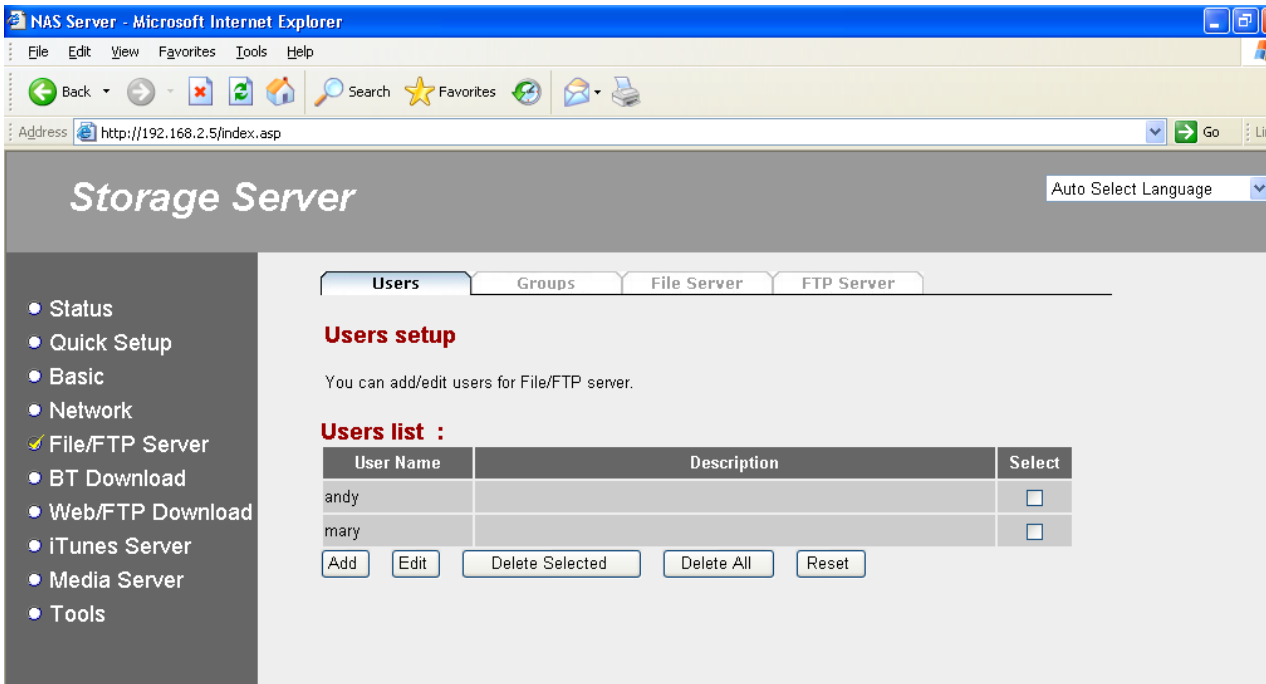 NAS Server - Microsoft Internet Explorer
File Edit View Favorites Tools Help
Back Search Favorites
Address http://192.168.2.5/index.asp Go Li
Storage Server
Auto Select Language
Users Groups File Server FTP Server
Status
Quick Setup
Basic
Network
File/FTP Server
BT Download
Web/FTP Download
iTunes Server
Media Server
Tools
Users setup
You can add/edit users for File/FTP server.
Users list :
User Name Description Select
andy
mary
Add Edit Delete Selected Delete All Reset